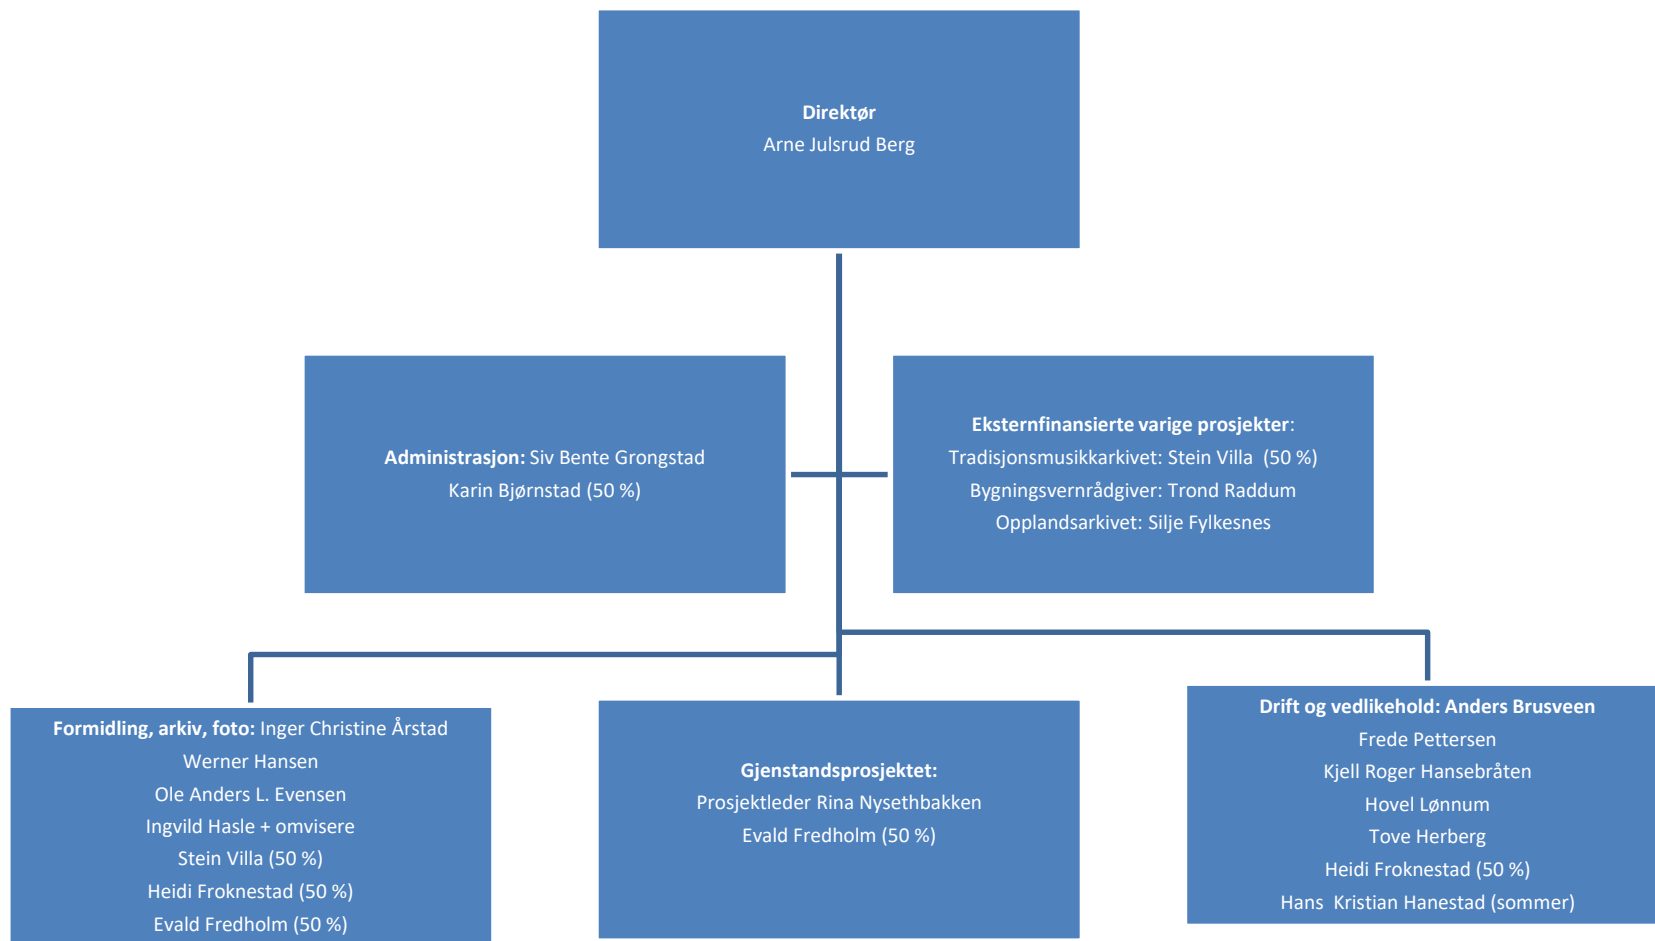 Direktør
Arne Julsrud Berg
Administrasjon: Siv Bente Grongstad
Karin Bjørnstad (50 %)
Eksternfinansierte varige prosjekter:
Tradisjonsmusikkarkivet: Stein Villa (50 %)
Bygningsvernrådgiver: Trond Raddum
Opplandsarkivet: Silje Fylkesnes
Formidling, arkiv, foto: Inger Christine Årstad
Werner Hansen
Ole Anders L. Evensen
Ingvild Hasle + omvisere
Stein Villa (50 %)
Heidi Froknestad (50 %)
Evald Fredholm (50 %)
Gjenstandsprosjektet:
Prosjektleder Rina Nysethbakken
Evald Fredholm (50 %)
Drift og vedlikehold: Anders Brusveen
Frede Pettersen
Kjell Roger Hansebråten
Hovel Lønnum
Tove Herberg
Heidi Froknestad (50 %)
Hans Kristian Hanestad (sommer)